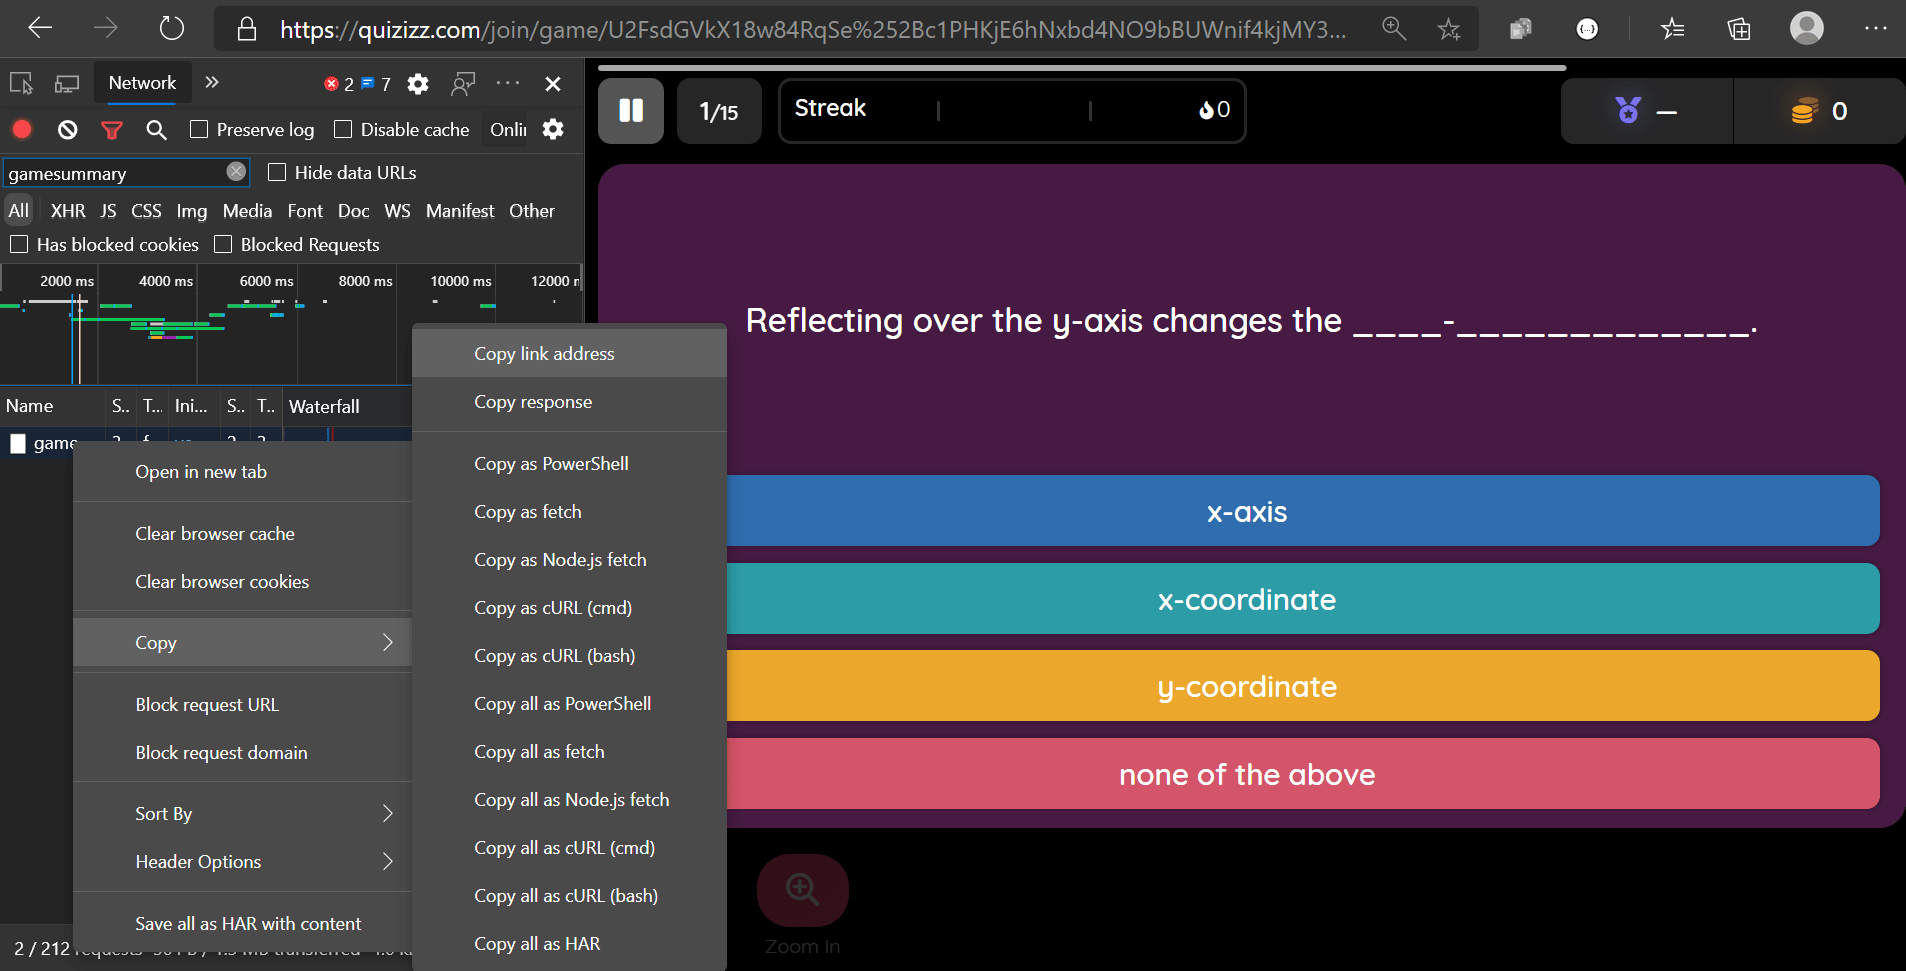 https://quizizz.com/join/game/U2FsdGVkX18w84RqSe%252Bc1PHKjE6hNxbd4NO9bBUWnif4kjMY3...
Network
2
7
Preserve log
Disable cache
Onli
gamesummary
Hide data URLs
All XHR JS CSS Img Media Font Doc WS Manifest Other
Has blocked cookies
Blocked Requests
2000 ms 4000 ms 6000 ms 8000 ms 10000 ms 12000 m
Name S.. T... Ini... S.. T.. Waterfall
game
Open in new tab
Clear browser cache
Clear browser cookies
Copy
Block request URL
Block request domain
Sort By
Header Options
Save all as HAR with content
2 / 212 requests
Copy link address
Copy response
Copy as PowerShell
Copy as fetch
Copy as Node.js fetch
Copy as cURL (cmd)
Copy as cURL (bash)
Copy all as PowerShell
Copy all as fetch
Copy all as Node.js fetch
Copy all as cURL (cmd)
Copy all as cURL (bash)
Copy all as HAR
1/15
Streak
0
—
0
Reflecting over the y-axis changes the ____-_____________.
x-axis
x-coordinate
y-coordinate
none of the above
Zoom In